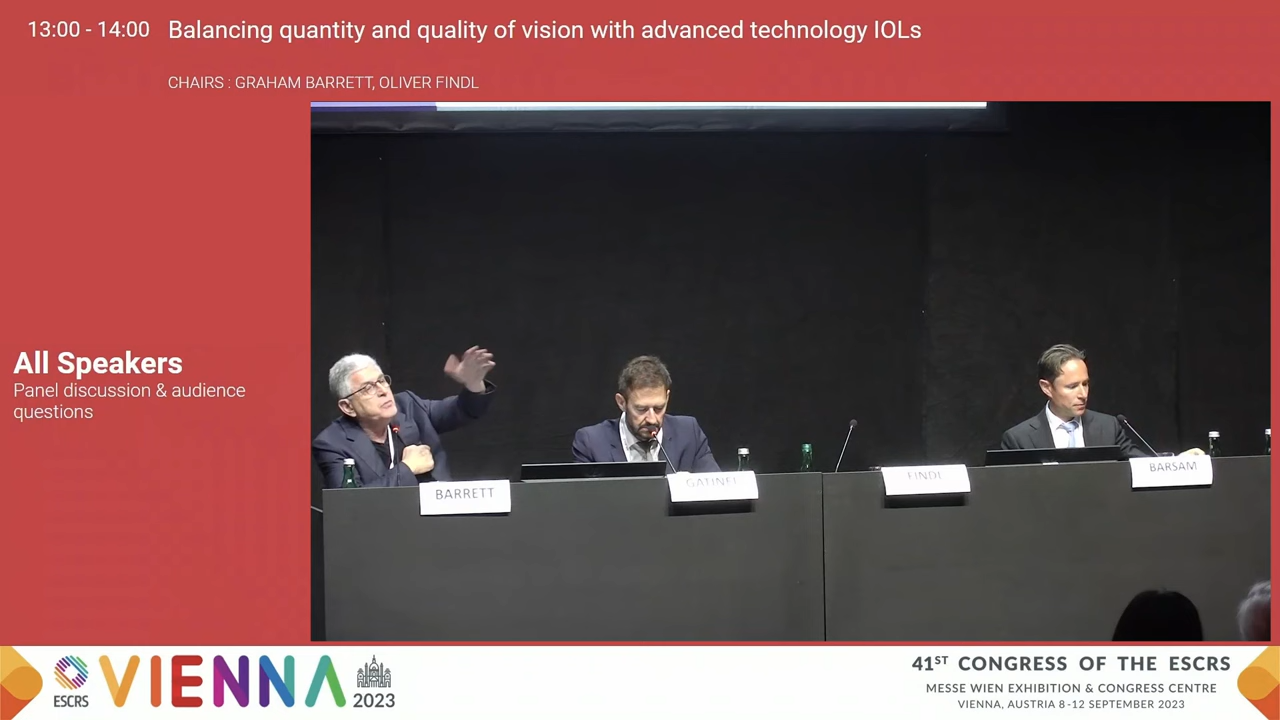 13:00 - 14:00 Balancing quantity and quality of vision with advanced technology IOLs
CHAIRS : GRAHAM BARRETT, OLIVER FINDL
All Speakers
Panel discussion & audience
questions
BARRETT
GATINEL
FINDL
BARSAM
ESCRS
VIENNA
2023
41ST CONGRESS OF THE ESCRS
MESSE WIEN EXHIBITION & CONGRESS CENTRE
VIENNA, AUSTRIA 8-12 SEPTEMBER 2023